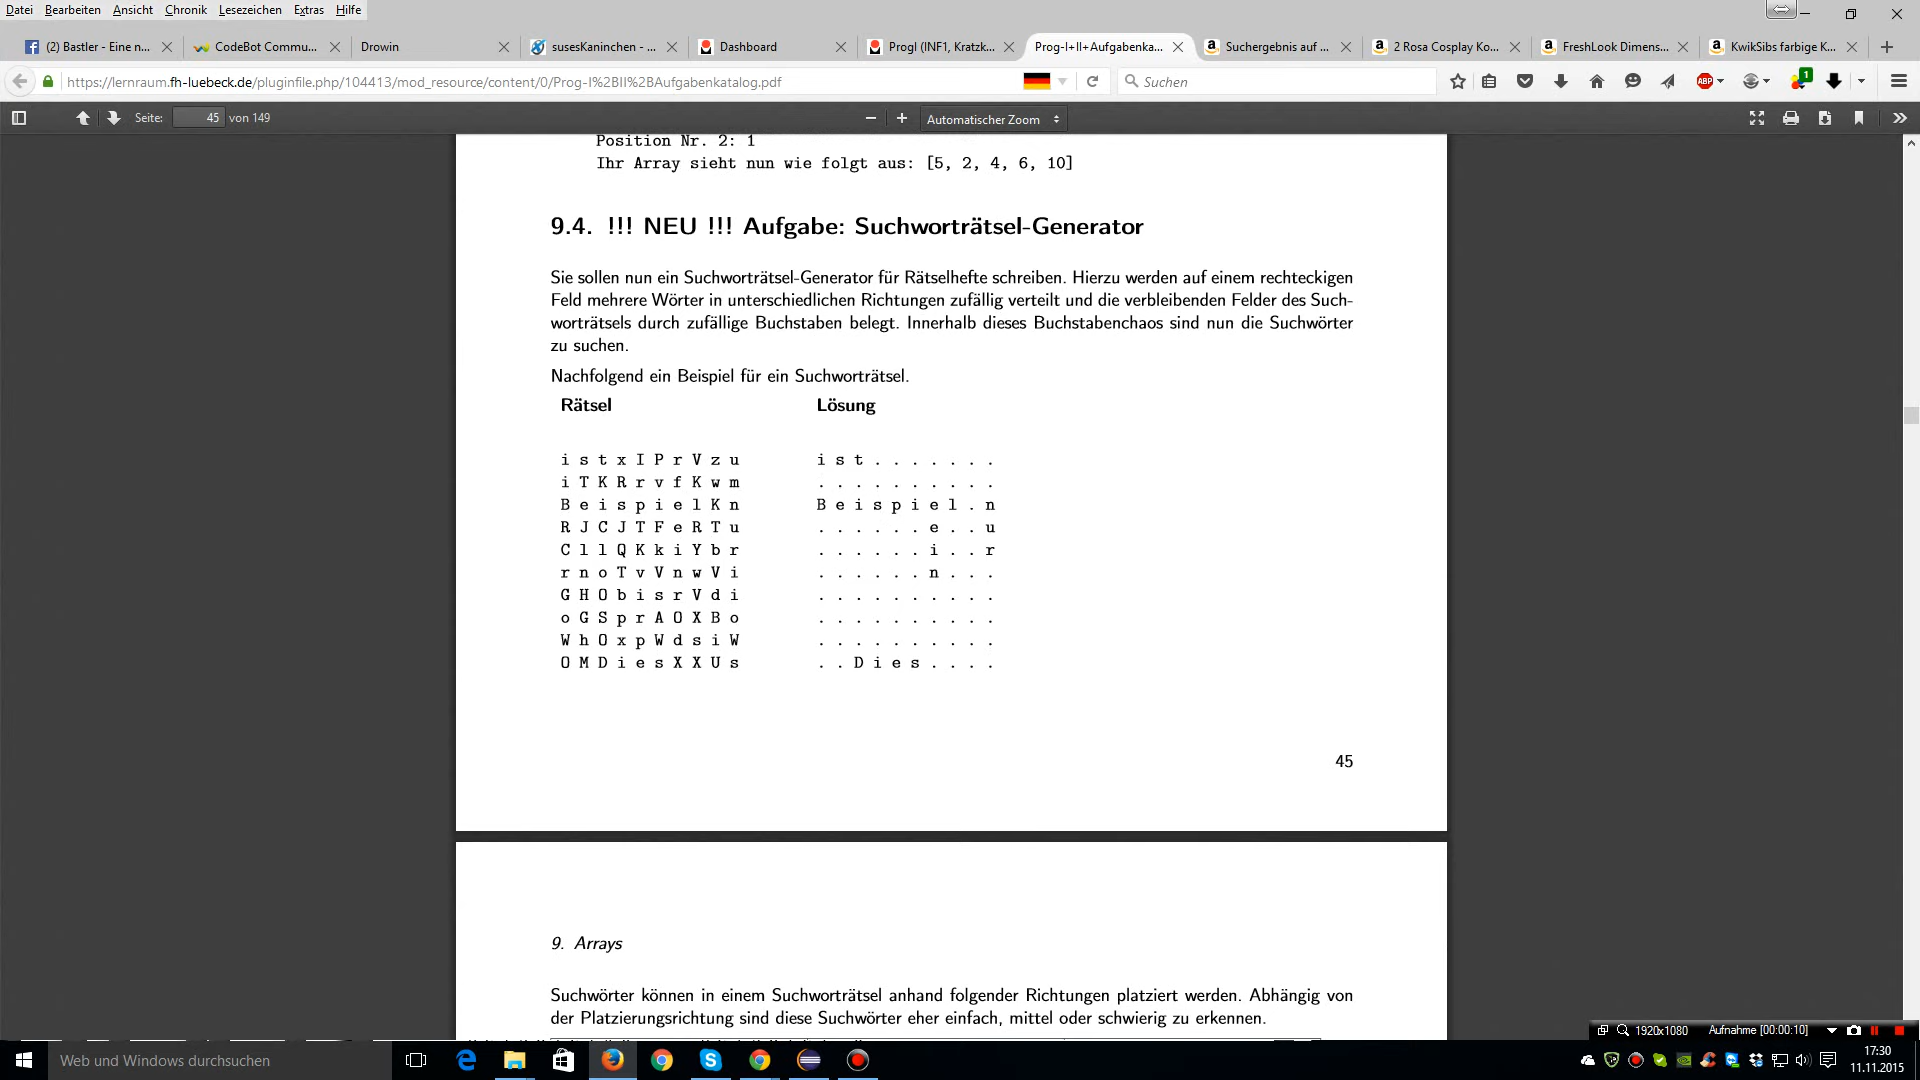 Datei Bearbeiten Ansicht Chronik Lesezeichen Extras Hilfe
(2) Bastler - Eine n... CodeBot Commu... Drowin susesKaninchen - ... Dashboard ProgI (INF1, Kratzk... Prog-I+II+Aufgabenka... Suchergebnis auf ... 2 Rosa Cosplay Ko... FreshLook Dimens... KwikSibs farbige K...
https://lernraum.fh-luebeck.de/pluginfile.php/104413/mod_resource/content/0/Prog-I%2BII%2BAufgabenkatalog.pdf Suchen ABP 1
Seite: 45 von 149 Automatischer Zoom
Position Nr. 2: 1
Ihr Array sieht nun wie folgt aus: [5, 2, 4, 6, 10]
9.4. !!! NEU !!! Aufgabe: Suchworträtsel-Generator
Sie sollen nun ein Suchworträtsel-Generator für Rätselhefte schreiben. Hierzu werden auf einem rechteckigen
Feld mehrere Wörter in unterschiedlichen Richtungen zufällig verteilt und die verbleibenden Felder des Such-
worträtsels durch zufällige Buchstaben belegt. Innerhalb dieses Buchstabenchaos sind nun die Suchwörter
zu suchen.
Nachfolgend ein Beispiel für ein Suchworträtsel.
Rätsel Lösung
i s t x I P r V z u i s t . . . . . . .
i T K R r v f K w m . . . . . . . . . .
B e i s p i e l K n B e i s p i e l . n
R J C J T F e R T u . . . . . . e . . u
C l l Q K k i Y b r . . . . . . i . . r
r n o T v V n w V i . . . . . . n . . .
G H O b i s r V d i . . . . . . . . . .
o G S p r A O X B o . . . . . . . . . .
W h O x p W d s i W . . . . . . . . . .
O M D i e s X X U s . . D i e s . . . .
45
9. Arrays
Suchwörter können in einem Suchworträtsel anhand folgender Richtungen platziert werden. Abhängig von
der Platzierungsrichtung sind diese Suchwörter eher einfach, mittel oder schwierig zu erkennen.
1920x1080 Aufnahme [00:00:10]
Web und Windows durchsuchen
17:30
11.11.2015